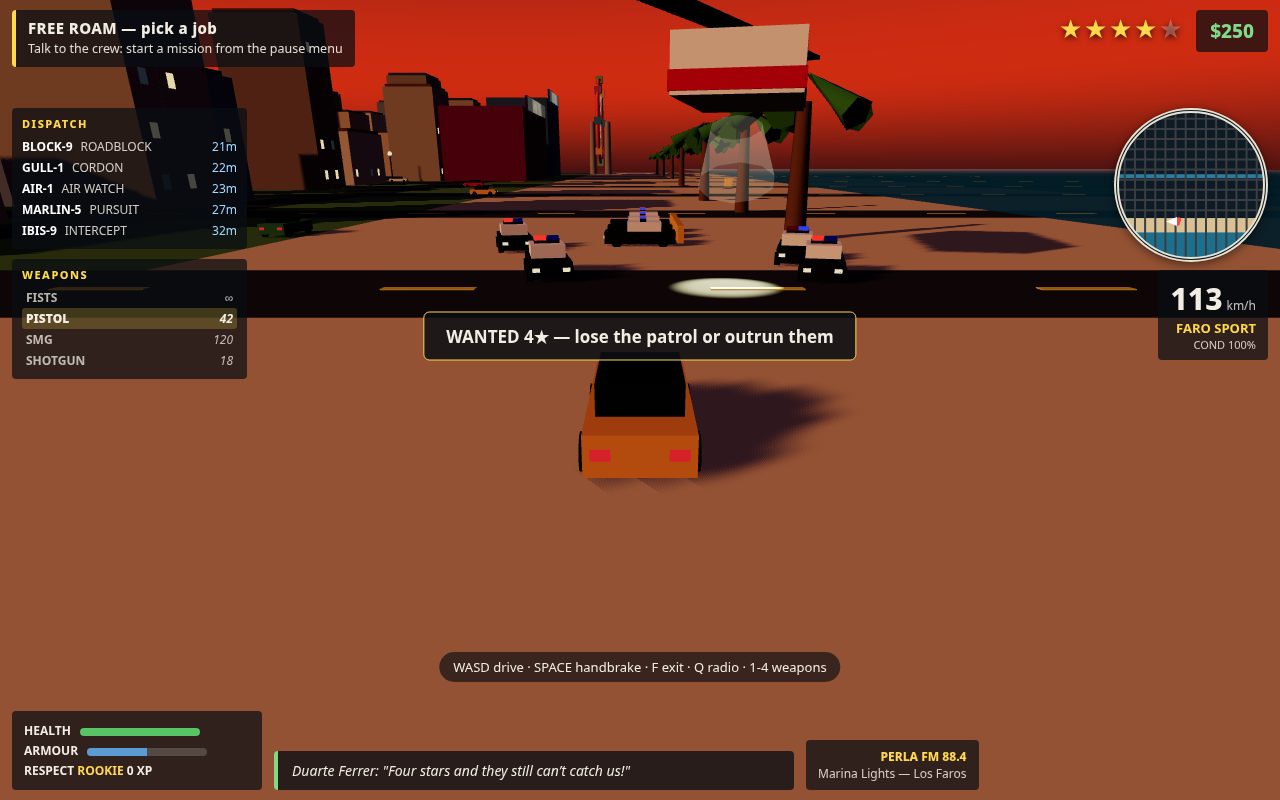 FREE ROAM — pick a job
Talk to the crew: start a mission from the pause menu
★★★★★
$250
DISPATCH
BLOCK-9 ROADBLOCK 21m
GULL-1 CORDON 22m
AIR-1 AIR WATCH 23m
MARLIN-5 PURSUIT 27m
IBIS-9 INTERCEPT 32m
WEAPONS
FISTS ∞
PISTOL 42
SMG 120
SHOTGUN 18
113 km/h
FARO SPORT
COND 100%
WANTED 4★ — lose the patrol or outrun them
WASD drive · SPACE handbrake · F exit · Q radio · 1-4 weapons
HEALTH
ARMOUR
RESPECT ROOKIE 0 XP
Duarte Ferrer: "Four stars and they still can't catch us!"
PERLA FM 88.4
Marina Lights — Los Faros